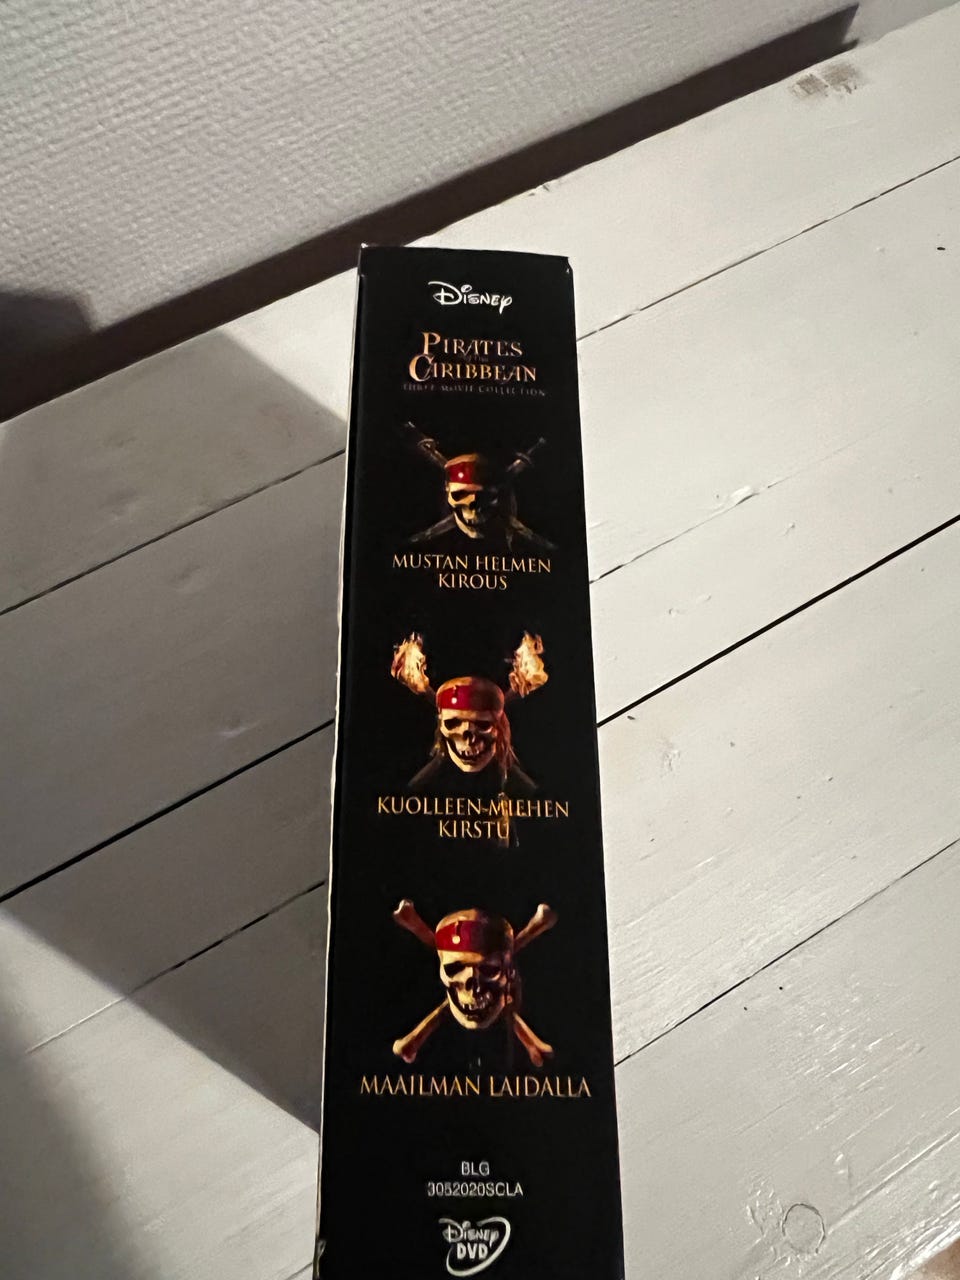 Disney
PIRATES
of the
CARIBBEAN
THREE-MOVIE COLLECTION
MUSTAN HELMEN
KIROUS
KUOLLEEN MIEHEN
KIRSTU
MAAILMAN LAIDALLA
BLG
3052020SCLA
Disney
DVD